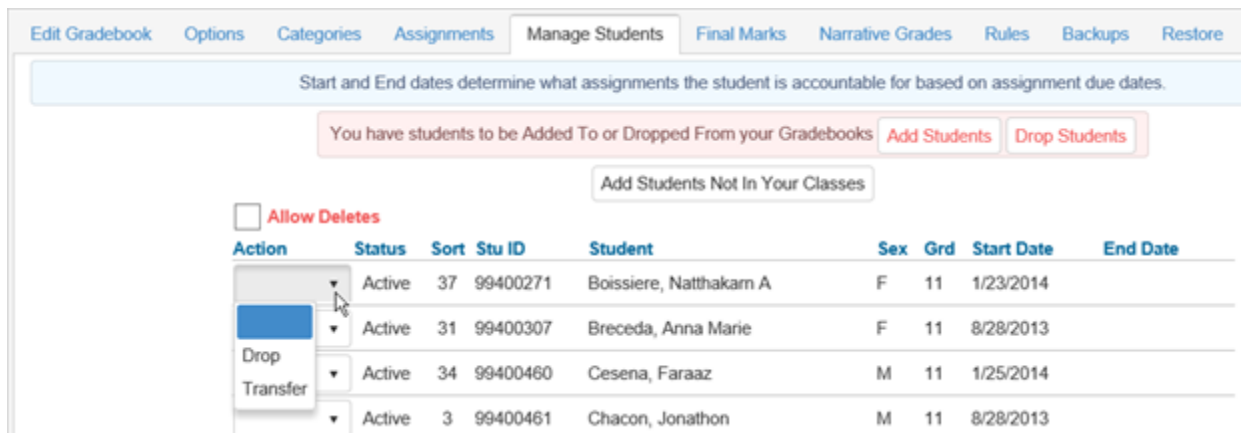 Edit Gradebook Options Categories Assignments Manage Students Final Marks Narrative Grades Rules Backups Restore
Start and End dates determine what assignments the student is accountable for based on assignment due dates.
You have students to be Added To or Dropped From your Gradebooks Add Students Drop Students
Add Students Not In Your Classes
Allow Deletes
Action Status Sort Stu ID Student Sex Grd Start Date End Date
Active 37 99400271 Boissiere, Natthakarn A F 11 1/23/2014
Active 31 99400307 Breceda, Anna Marie F 11 8/28/2013
Drop
Active 34 99400460 Cesena, Faraaz M 11 1/25/2014
Transfer
Active 3 99400461 Chacon, Jonathon M 11 8/28/2013